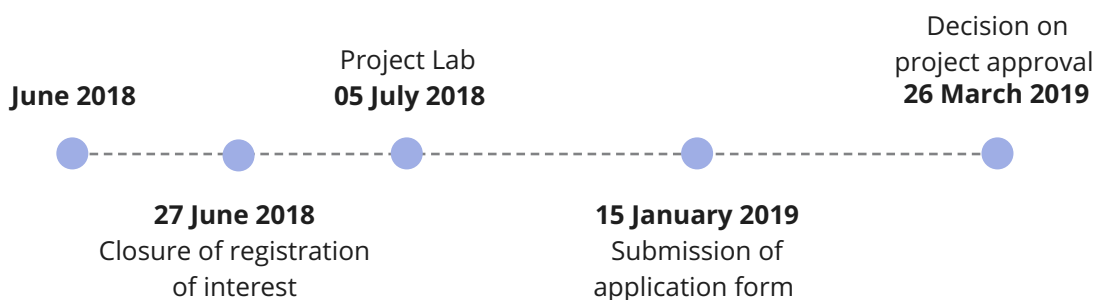 June 2018
27 June 2018
Closure of registration
of interest
Project Lab
05 July 2018
15 January 2019
Submission of
application form
Decision on
project approval
26 March 2019